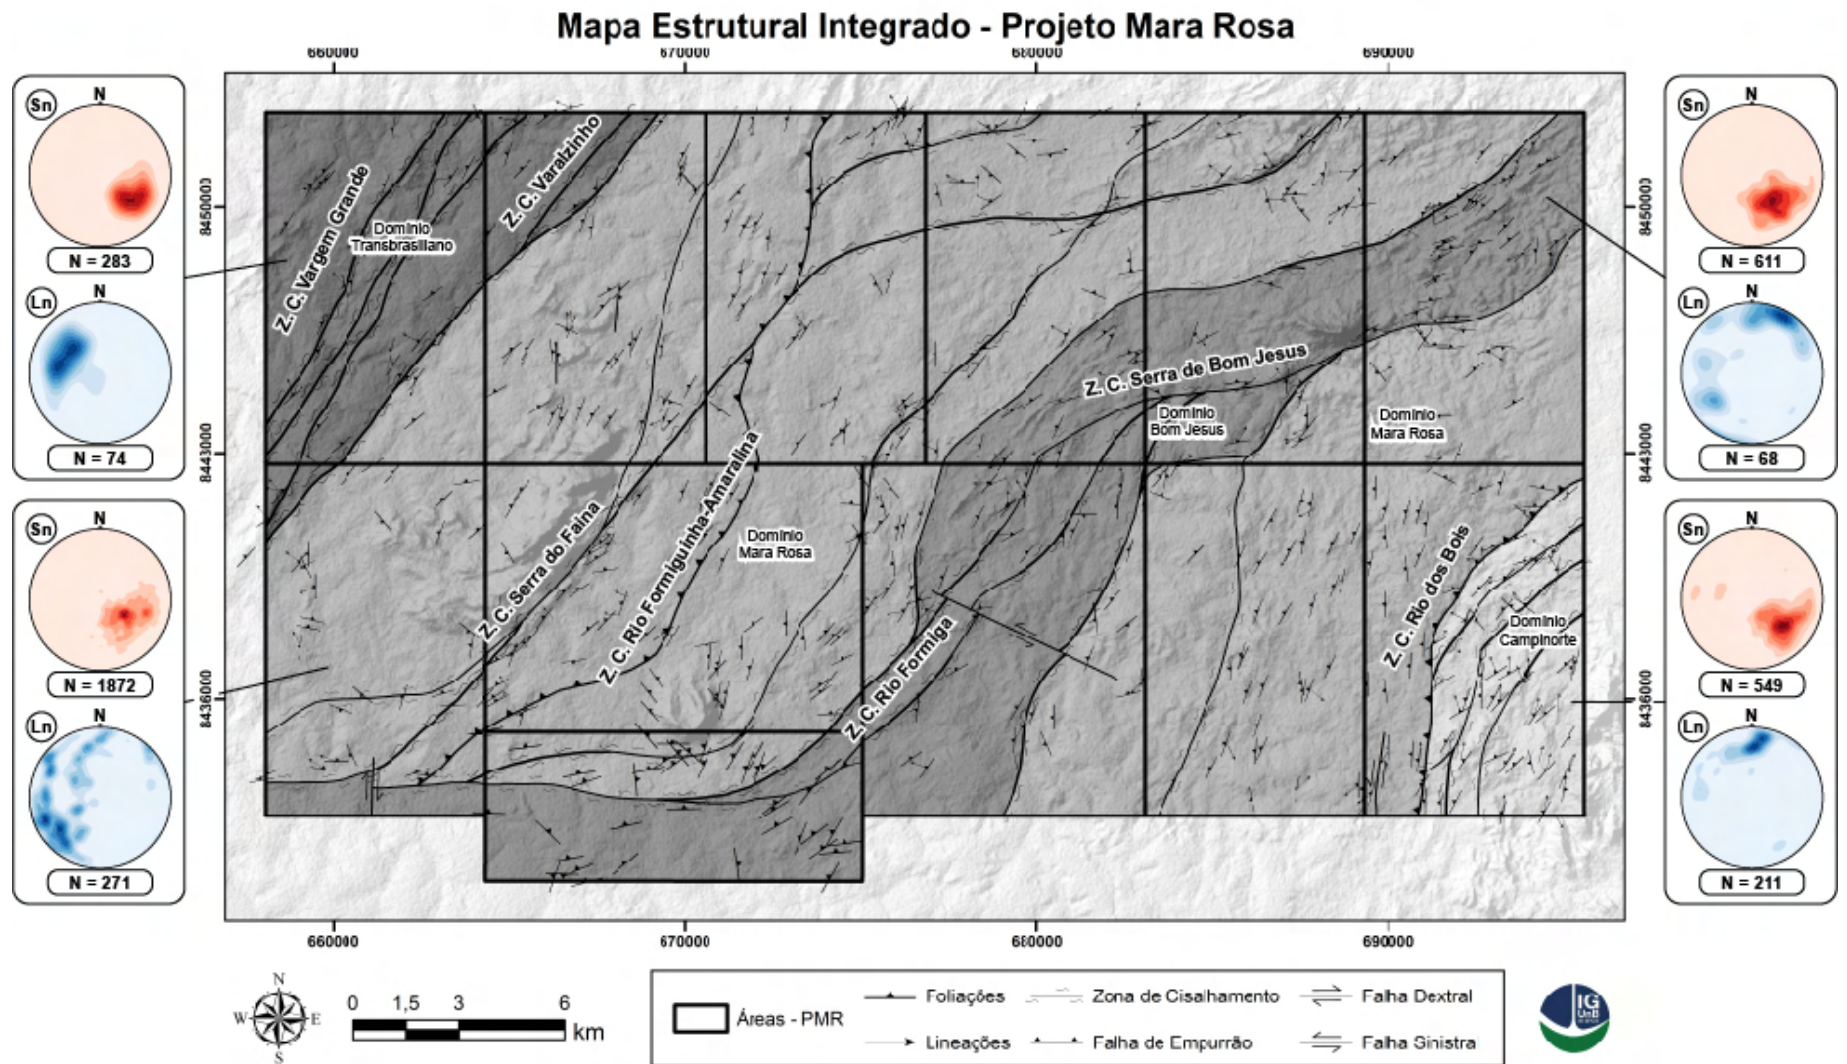 Mapa Estrutural Integrado - Projeto Mara Rosa
660000
670000
680000
690000
Sn
N
N = 283
Ln
N
N = 74
Sn
N
N = 1872
Ln
N
N = 271
8450000
8443000
8436000
Z. C. Vargem Grande
Domínio
Transbrasiliano
Z. C. Varalzinho
Z. C. Serra de Bom Jesus
Domínio
Bom Jesus
Domínio
Mara Rosa
Z. C. Serra do Faina
Z. C. Rio Formiguinha-Amaralina
Domínio
Mara Rosa
Z. C. Rio Formiga
Z. C. Rio dos Bois
Domínio
Campinorte
8450000
8443000
8436000
Sn
N
N = 611
Ln
N
N = 68
Sn
N
N = 549
Ln
N
N = 211
660000
670000
680000
690000
N
W
E
S
0 1,5 3 6
km
Áreas - PMR
Foliações
Zona de Cisalhamento
Falha Dextral
Lineações
Falha de Empurrão
Falha Sinistra
IG
UnB